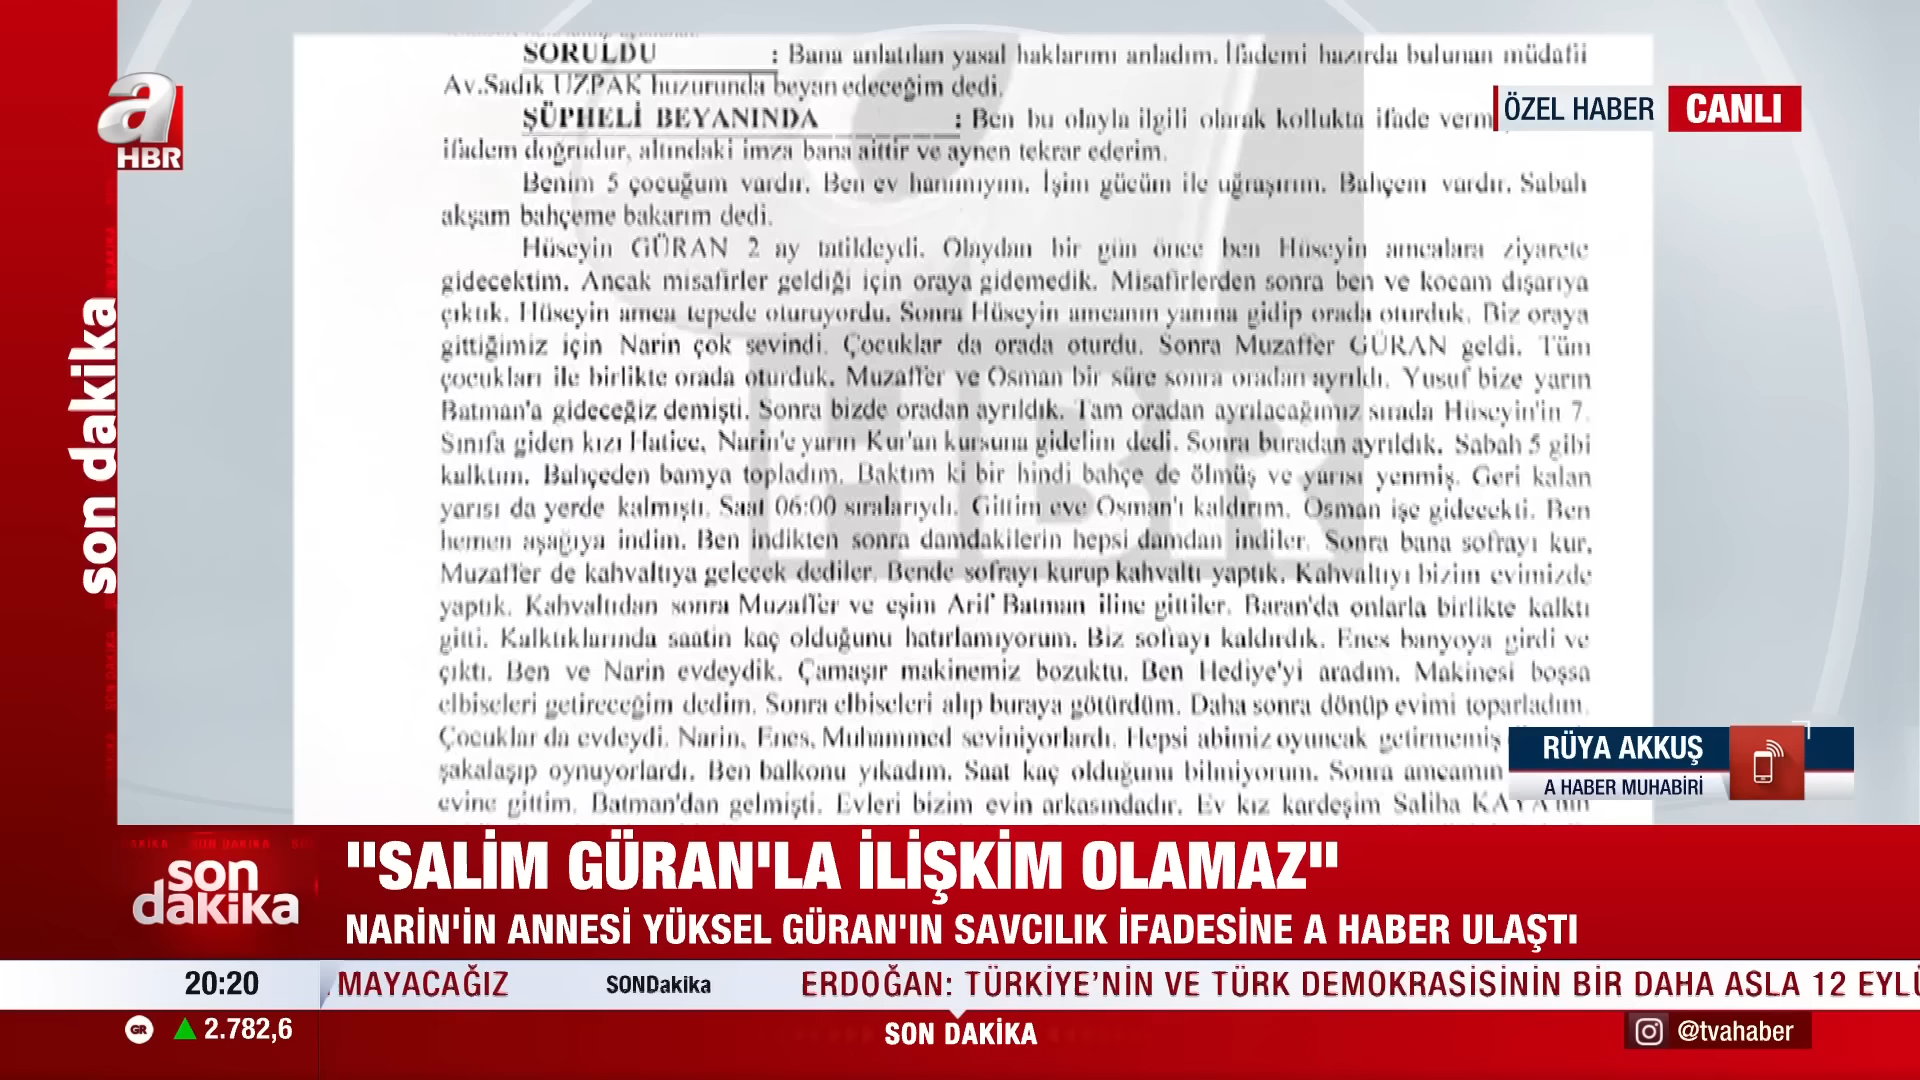 a
HBR
son dakika
ÖZEL HABER
CANLI
SORULDU : Bana anlatılan yasal haklarımı anladım. İfademi hazırda bulunan müdafii
Av.Sadık UZPAK huzurunda beyan edeceğim dedi.
ŞÜPHELİ BEYANINDA : Ben bu olayla ilgili olarak kollukta ifade
ifadem doğrudur, altındaki imza bana aittir ve aynen tekrar ederim.
Benim 5 çocuğum vardır. Ben ev hanımıyım. İşim gücüm ile uğraşırım. Bahçem vardır. Sabah
akşam bahçeme bakarım dedi.
Hüseyin GÜRAN 2 ay tatildeydi. Olaydan bir gün önce ben Hüseyin amcalara ziyarete
gidecektim. Ancak misafirler geldiği için oraya gidemedik. Misafirlerden sonra ben ve kocam dışarıya
çıktık. Hüseyin amca tepede oturuyordu. Sonra Hüseyin amcanın yanına gidip orada oturduk. Biz oraya
gittiğimiz için Narin çok sevindi. Çocuklar da orada oturdu. Sonra Muzaffer GÜRAN geldi. Tüm
çocukları ile birlikte orada oturduk. Muzaffer ve Osman bir süre sonra oradan ayrıldı. Yusuf bize yarın
Batman'a gideceğiz demişti. Sonra bizde oradan ayrıldık. Tam oradan ayrılacağımız sırada Hüseyin'in 7.
Sınıfa giden kızı Hatice, Narin'e yarın Kur'an kursuna gidelim dedi. Sonra buradan ayrıldık. Sabah 5 gibi
kalktım. Bahçeden bamya topladım. Baktım ki bir hindi bahçe de ölmüş ve yarısı yenmiş. Geri kalan
yarısı da yerde kalmıştı. Saat 06:00 sıralarıydı. Gittim eve Osman'ı kaldırım. Osman işe gidecekti. Ben
hemen aşağıya indim. Ben indikten sonra damdakilerin hepsi damdan indiler. Sonra bana sofrayı kur,
Muzaffer de kahvaltıya gelecek dediler. Bende sofrayı kurup kahvaltı yaptık. Kahvaltıyı bizim evimizde
yaptık. Kahvaltıdan sonra Muzaffer ve eşim Arif Batman iline gittiler. Baran'da onlarla birlikte kalktı
gitti. Kalktıklarında saatin kaç olduğunu hatırlamıyorum. Biz sofrayı kaldırdık. Enes banyoya girdi ve
çıktı. Ben ve Narin evdeydik. Çamaşır makinemiz bozuktu. Ben Hediye'yi aradım. Makinesi boşsa
elbiseleri getireceğim dedim. Sonra elbiseleri alıp buraya götürdüm. Daha sonra dönüp evimi toparladım.
Çocuklar da evdeydi. Narin, Enes, Muhammed seviniyorlardı. Hepsi abimiz oyuncak getirmemiş
şakalaşıp oynuyorlardı. Ben balkonu yıkadım. Saat kaç olduğunu bilmiyorum. Sonra amcamın
evine gittim. Batman'dan gelmişti. Evleri bizim evin arkasındadır. Ev kız kardeşim Saliha KAYA'nın
RÜYA AKKUŞ
A HABER MUHABİRİ
son dakika
"SALİM GÜRAN'LA İLİŞKİM OLAMAZ"
NARİN'İN ANNESİ YÜKSEL GÜRAN'IN SAVCILIK İFADESİNE A HABER ULAŞTI
20:20
MAYACAĞIZ SONDakika ERDOĞAN: TÜRKİYE'NİN VE TÜRK DEMOKRASİSİNİN BİR DAHA ASLA 12 EYLÜ
GR 2.782,6
SON DAKİKA
@tvahaber